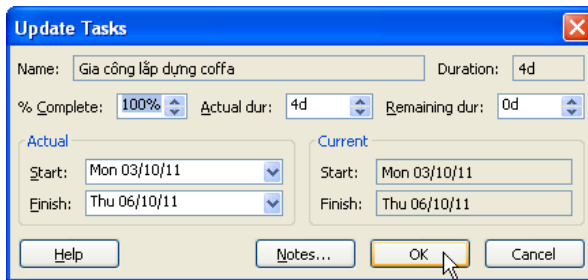 Update Tasks
Name: Gia công lắp dựng coffa Duration: 4d
% Complete: 100% Actual dur: 4d Remaining dur: 0d
Actual Current
Start: Mon 03/10/11 Start: Mon 03/10/11
Finish: Thu 06/10/11 Finish: Thu 06/10/11
Help Notes... OK Cancel